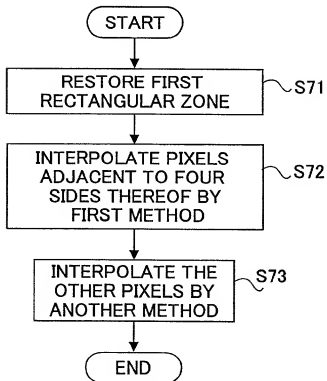 START
RESTORE FIRST
RECTANGULAR ZONE
S71
INTERPOLATE PIXELS
ADJACENT TO FOUR
SIDES THEREOF BY
FIRST METHOD
S72
INTERPOLATE THE
OTHER PIXELS BY
ANOTHER METHOD
S73
END